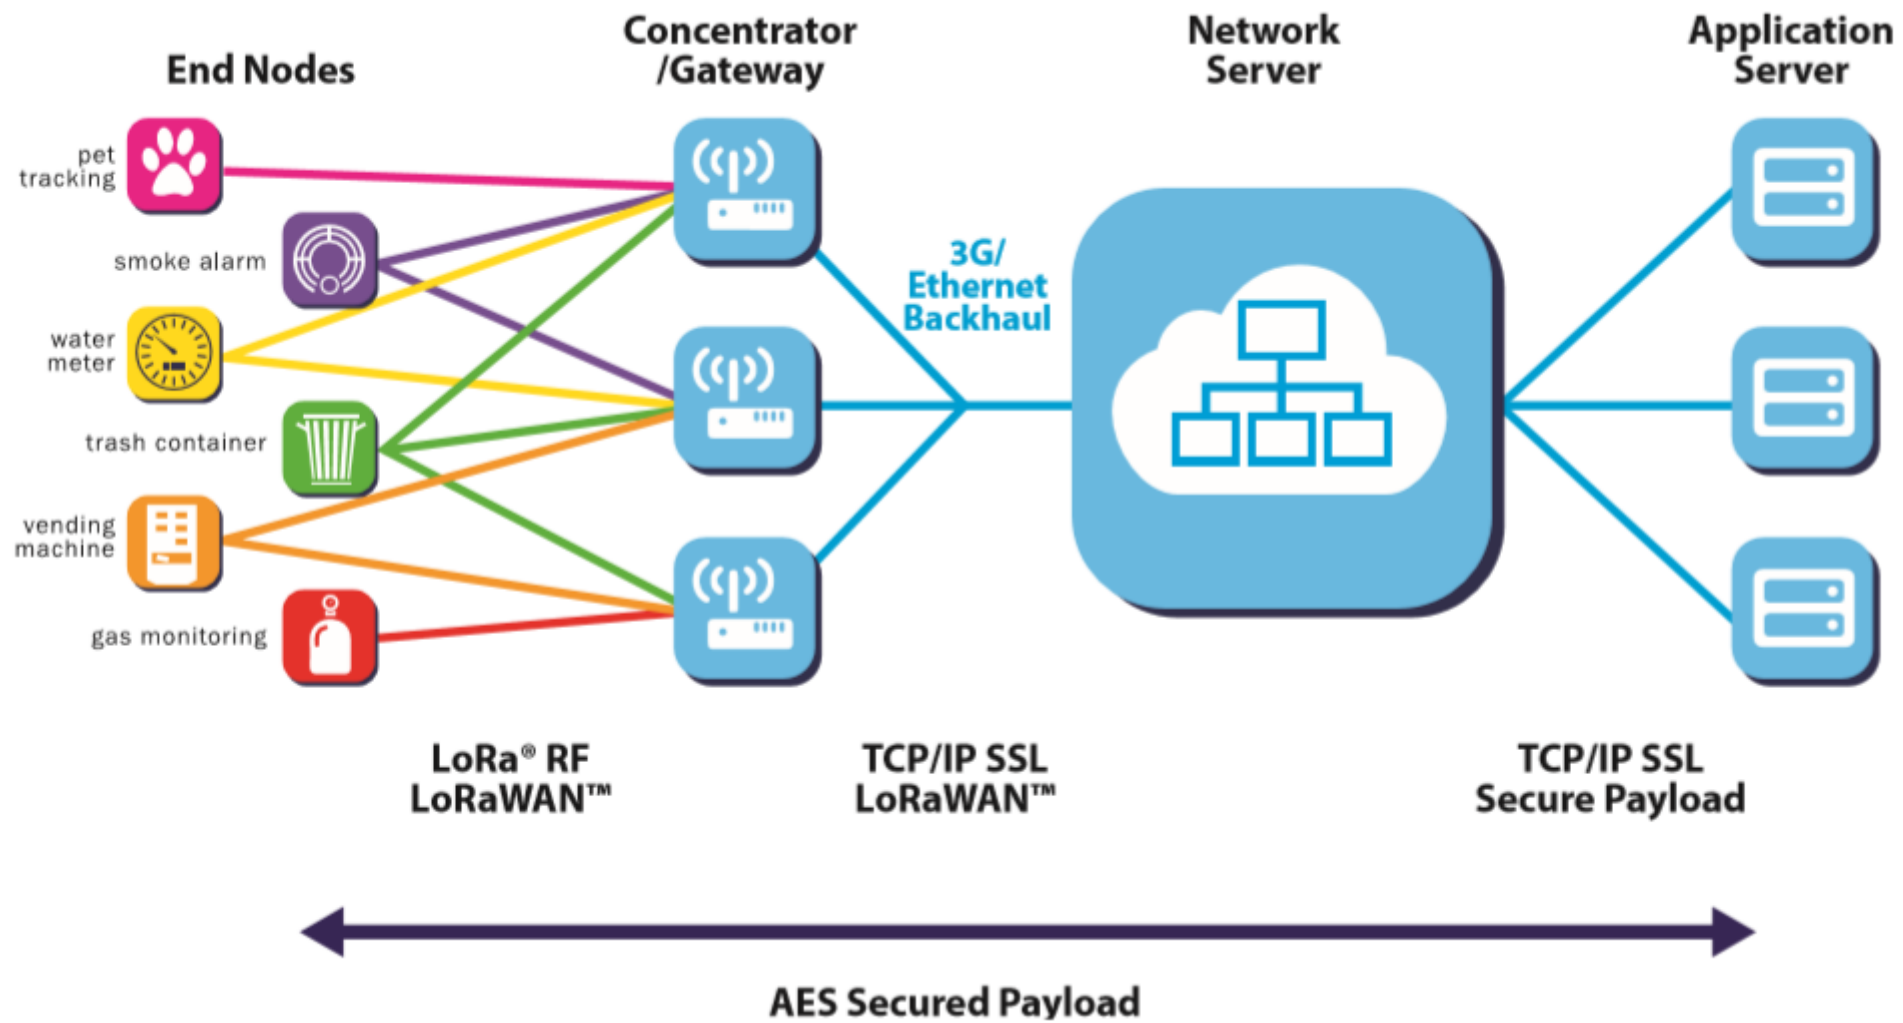 End Nodes
Concentrator
/Gateway
Network
Server
Application
Server
pet
tracking
smoke alarm
water
meter
trash container
vending
machine
gas monitoring
3G/
Ethernet
Backhaul
LoRa® RF
LoRaWAN™
TCP/IP SSL
LoRaWAN™
TCP/IP SSL
Secure Payload
AES Secured Payload